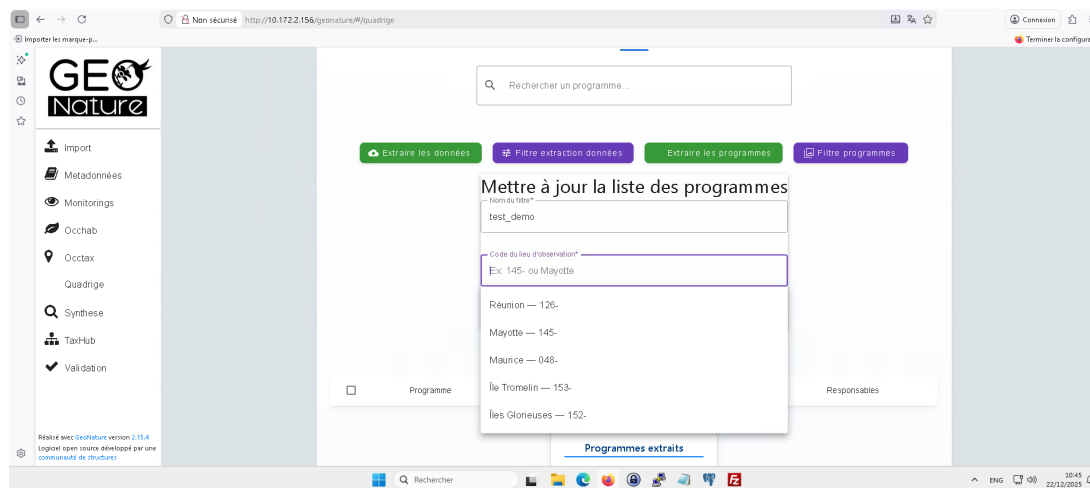 Non sécurisé http://10.172.2.156/geonature/#/quadrige
Connexion
Importer les marque-p...
Terminer la configura
GEO
Nature
Rechercher un programme...
Import
Metadonnées
Monitorings
Occhab
Occtax
Quadrige
Synthese
TaxHub
Validation
Extraire les données
Filtre extraction données
Extraire les programmes
Filtre programmes
Mettre à jour la liste des programmes
Nom du filtre*
test_demo
Code du lieu d'observation*
Ex: 145- ou Mayotte
Réunion — 126-
Mayotte — 145-
Maurice — 048-
Île Tromelin — 153-
Îles Glorieuses — 152-
Programme
Responsables
Programmes extraits
Réalisé avec GeoNature version 2.15.4
Logiciel open source développé par une
communauté de structures
Rechercher
ENG
10:45
22/12/2025